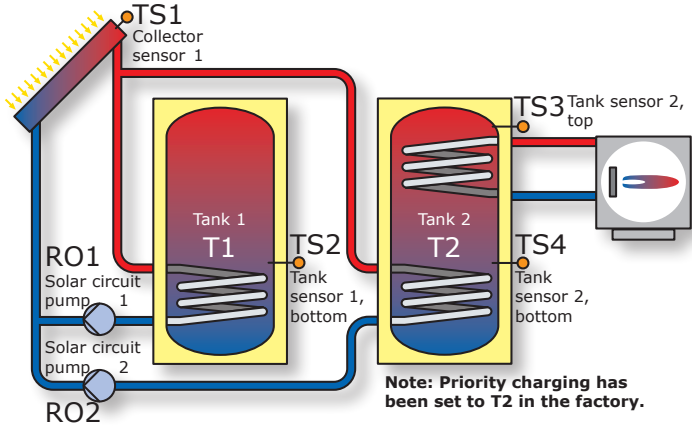 TS1
Collector
sensor 1
TS3
Tank sensor 2,
top
Tank 1
T1
Tank 2
T2
TS2
Tank
sensor 1,
bottom
TS4
Tank
sensor 2,
bottom
RO1
Solar circuit
pump 1
Solar circuit
pump 2
RO2
Note: Priority charging has
been set to T2 in the factory.